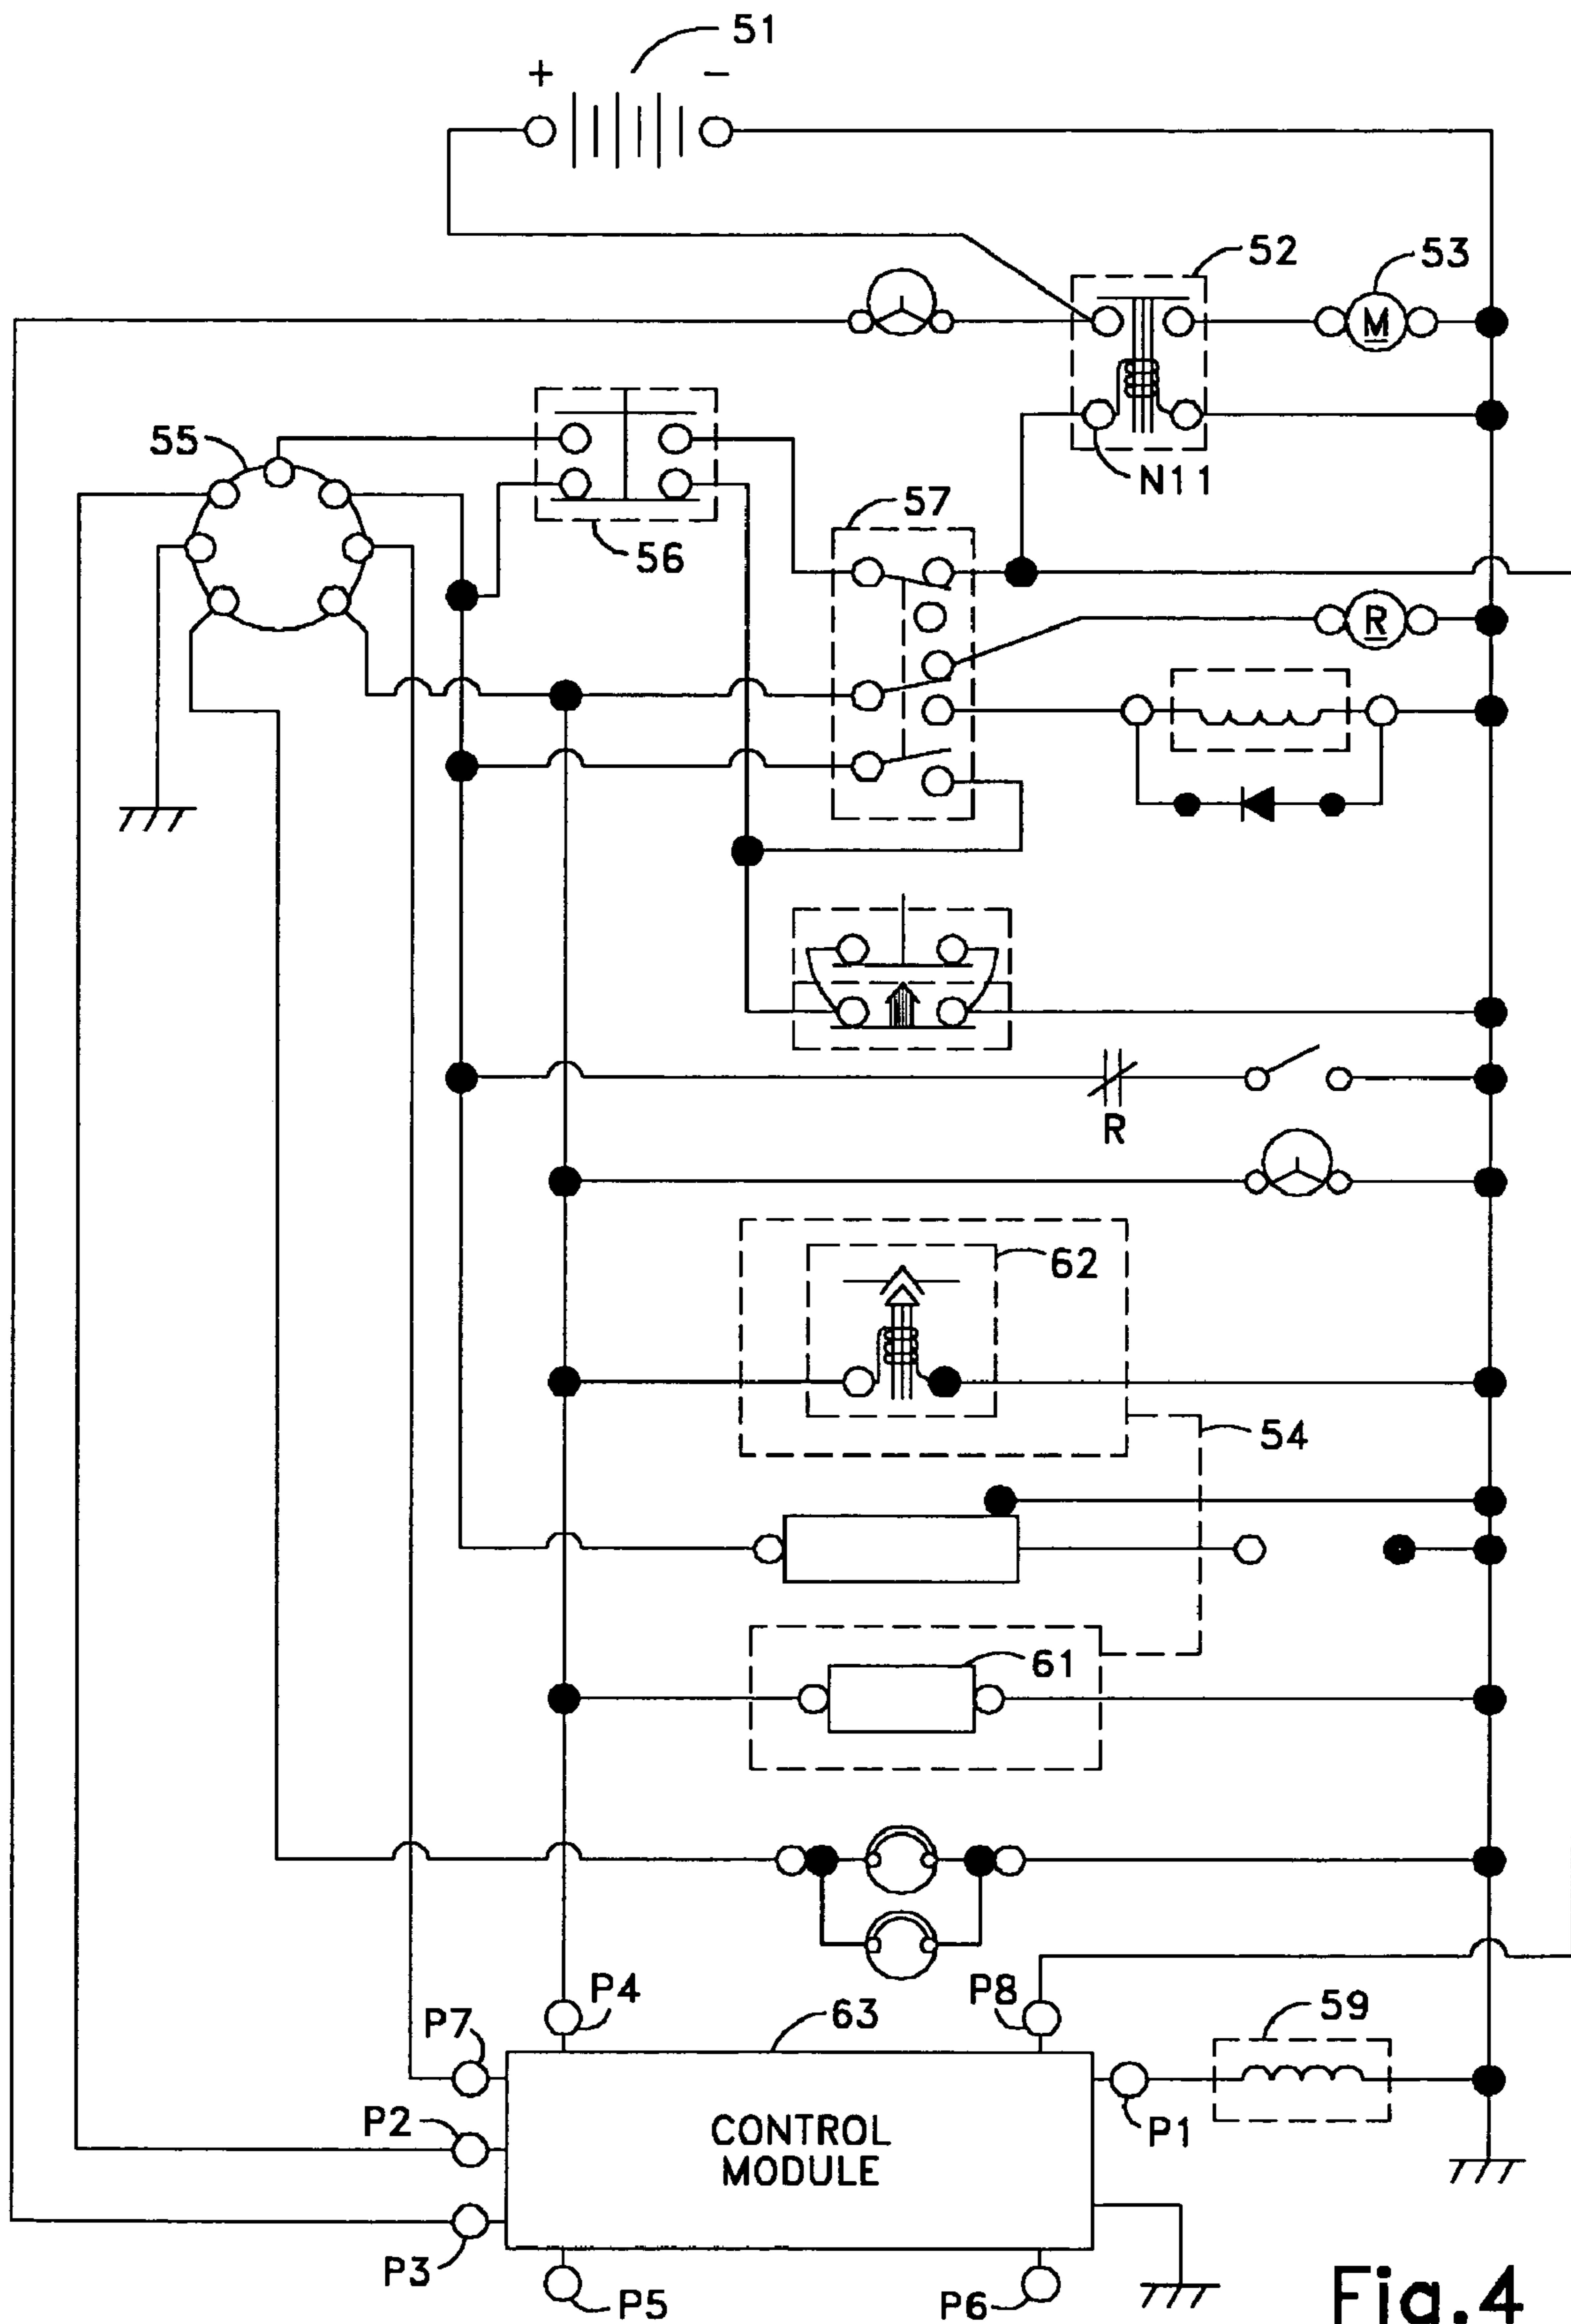 51
+ −
52
53
M
55
N11
57
56
R
R
62
54
61
P4
P8
63
59
P7
P2
P1
CONTROL
MODULE
P3
P5
P6
Fig.4